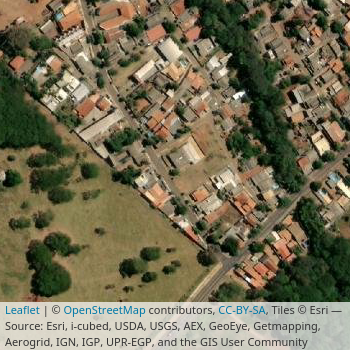 Leaflet | © OpenStreetMap contributors, CC-BY-SA, Tiles © Esri —
Source: Esri, i-cubed, USDA, USGS, AEX, GeoEye, Getmapping,
Aerogrid, IGN, IGP, UPR-EGP, and the GIS User Community